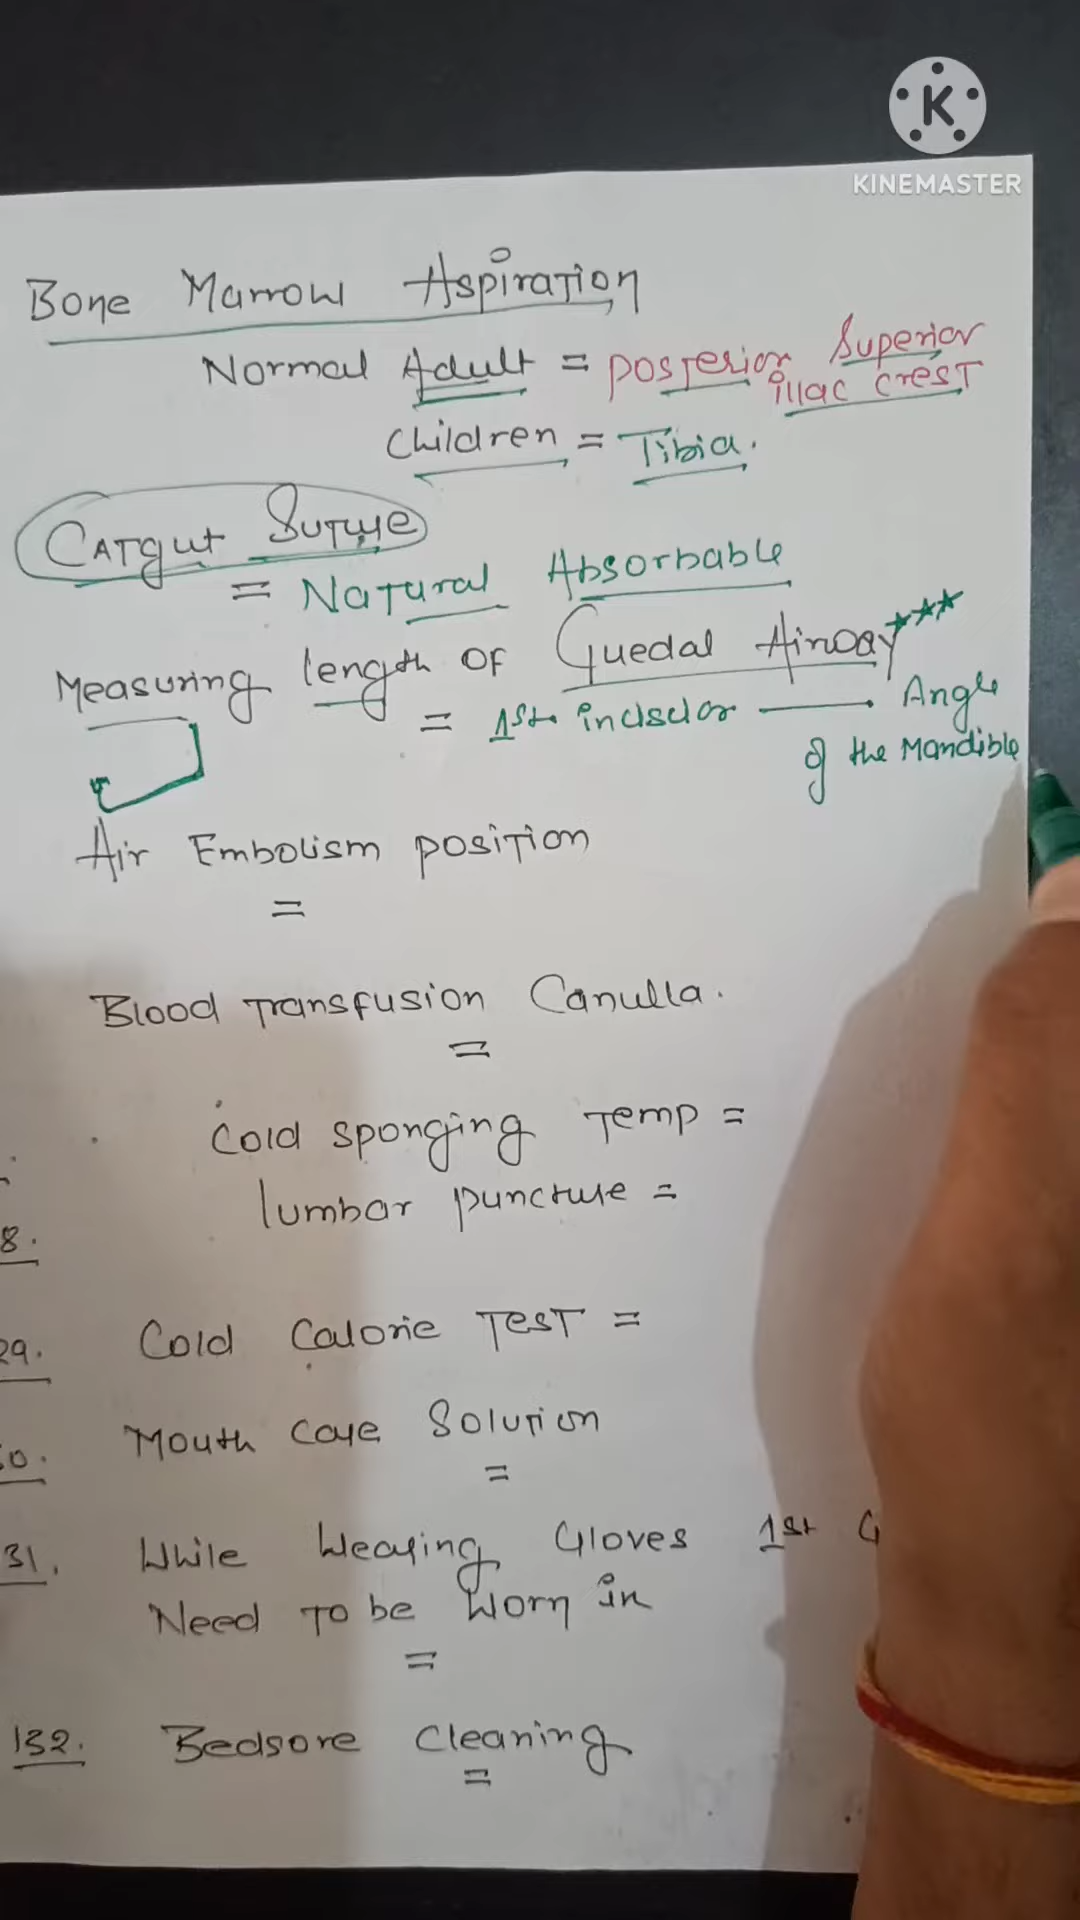 K
KINEMASTER
Bone Marrow Aspiration
Normal Adult = Posterior Superior
illac crest
Children = Tibia.
Catgut Suture
= Natural Absorbable
Measuring length of Guedal Airway***
= 1st incisior — Angle
of the Mandible
Air Embolism position
=
Blood Transfusion Canulla.
=
Cold sponging Temp =
lumbar puncture =
8.
29. Cold Calorie Test =
0. Mouth Care Solution
=
31. While Wearing Gloves 1st G
Need To be Worn in
=
132. Bedsore Cleaning
=